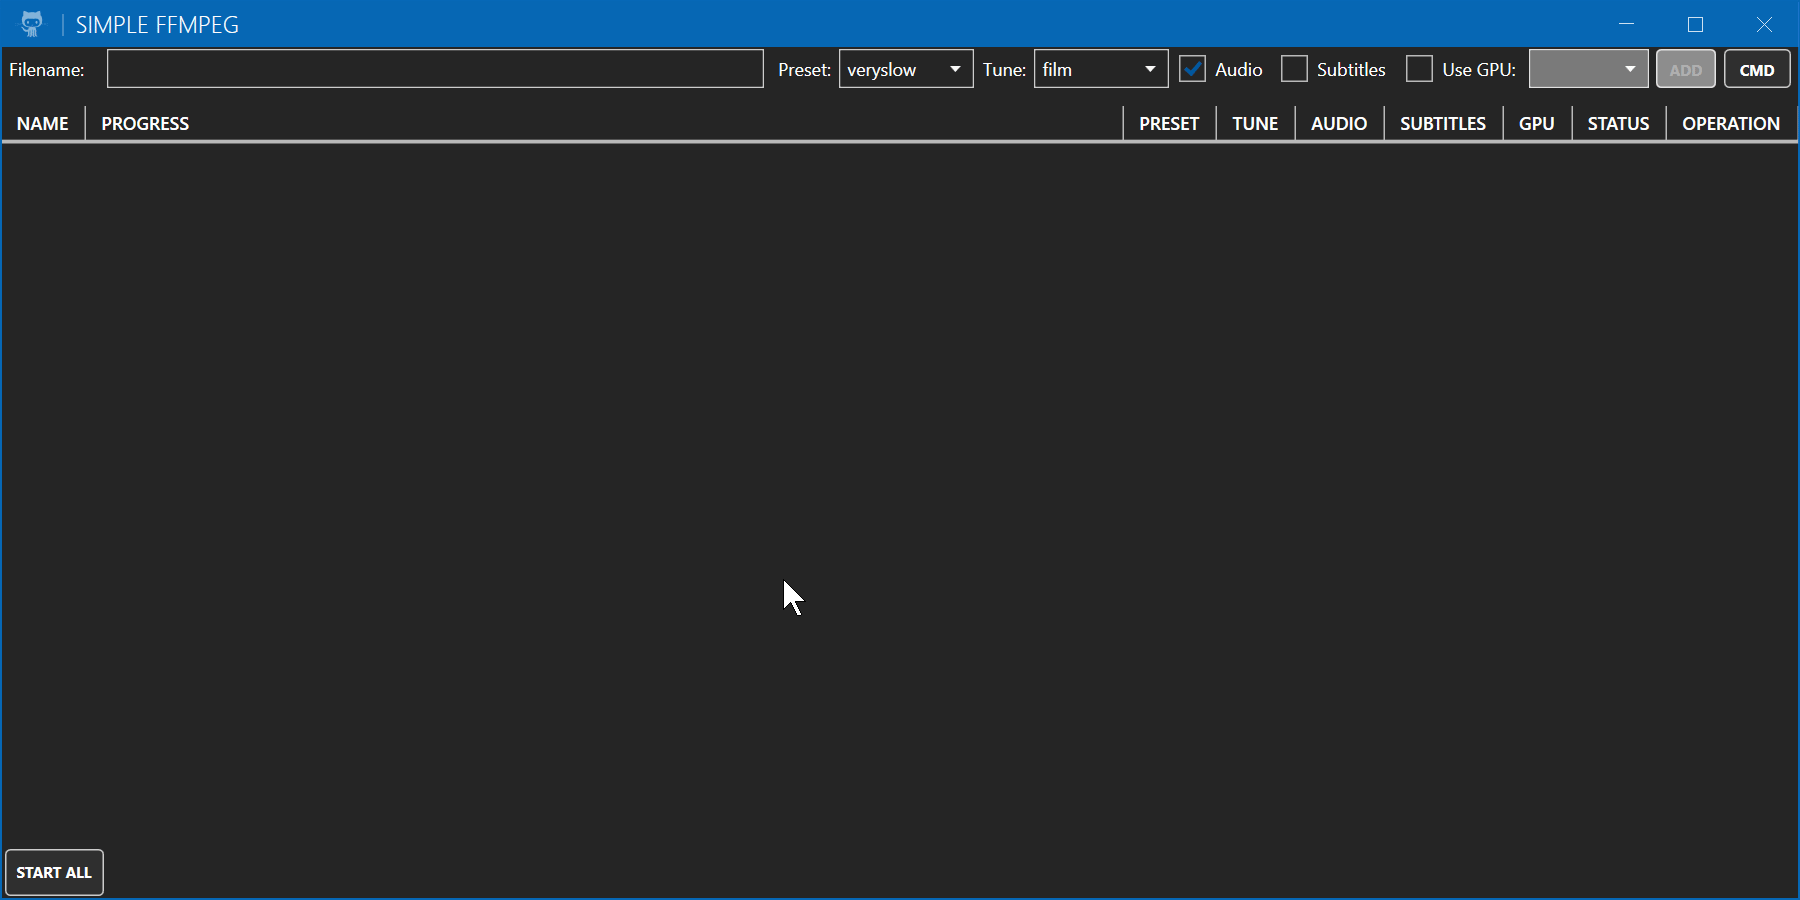 SIMPLE FFMPEG
Filename: Preset: veryslow Tune: film Audio Subtitles Use GPU: ADD CMD
NAME PROGRESS PRESET TUNE AUDIO SUBTITLES GPU STATUS OPERATION
START ALL